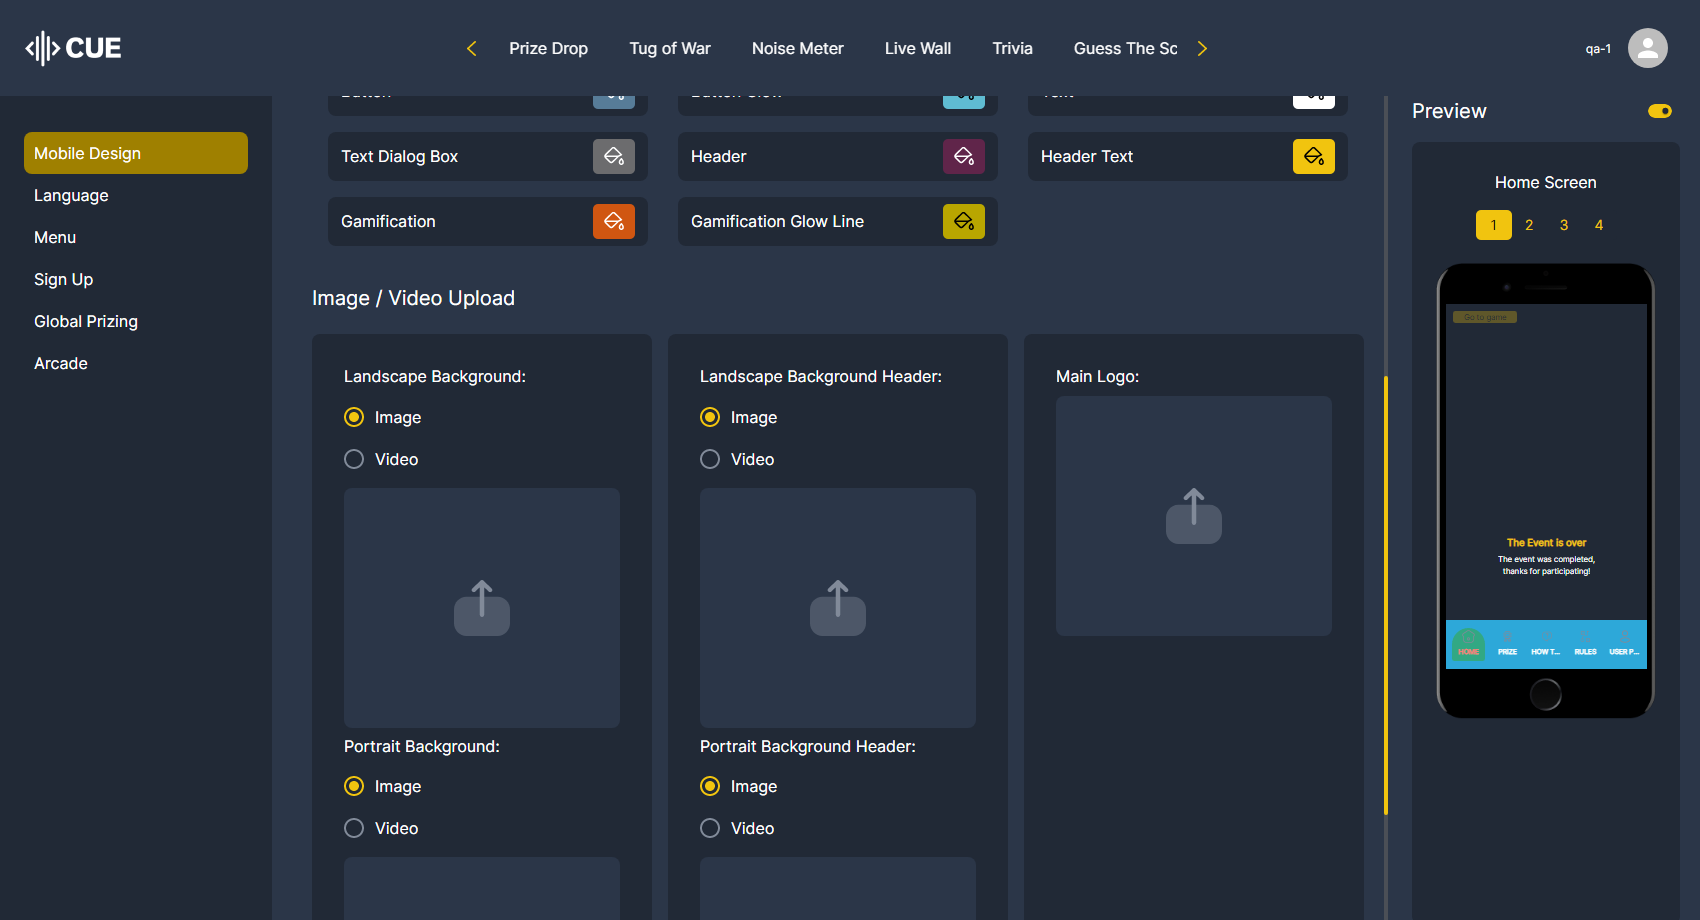 CUE
Prize Drop
Tug of War
Noise Meter
Live Wall
Trivia
Guess The Sc
qa-1
Mobile Design
Language
Menu
Sign Up
Global Prizing
Arcade
Button
Button Glow
Text
Text Dialog Box
Header
Header Text
Gamification
Gamification Glow Line
Image / Video Upload
Landscape Background:
Image
Video
Portrait Background:
Image
Video
Landscape Background Header:
Image
Video
Portrait Background Header:
Image
Video
Main Logo:
Preview
Home Screen
1 2 3 4
Go to game
The Event is over
The event was completed,
thanks for participating!
HOME PRIZE HOW T... RULES USER P...